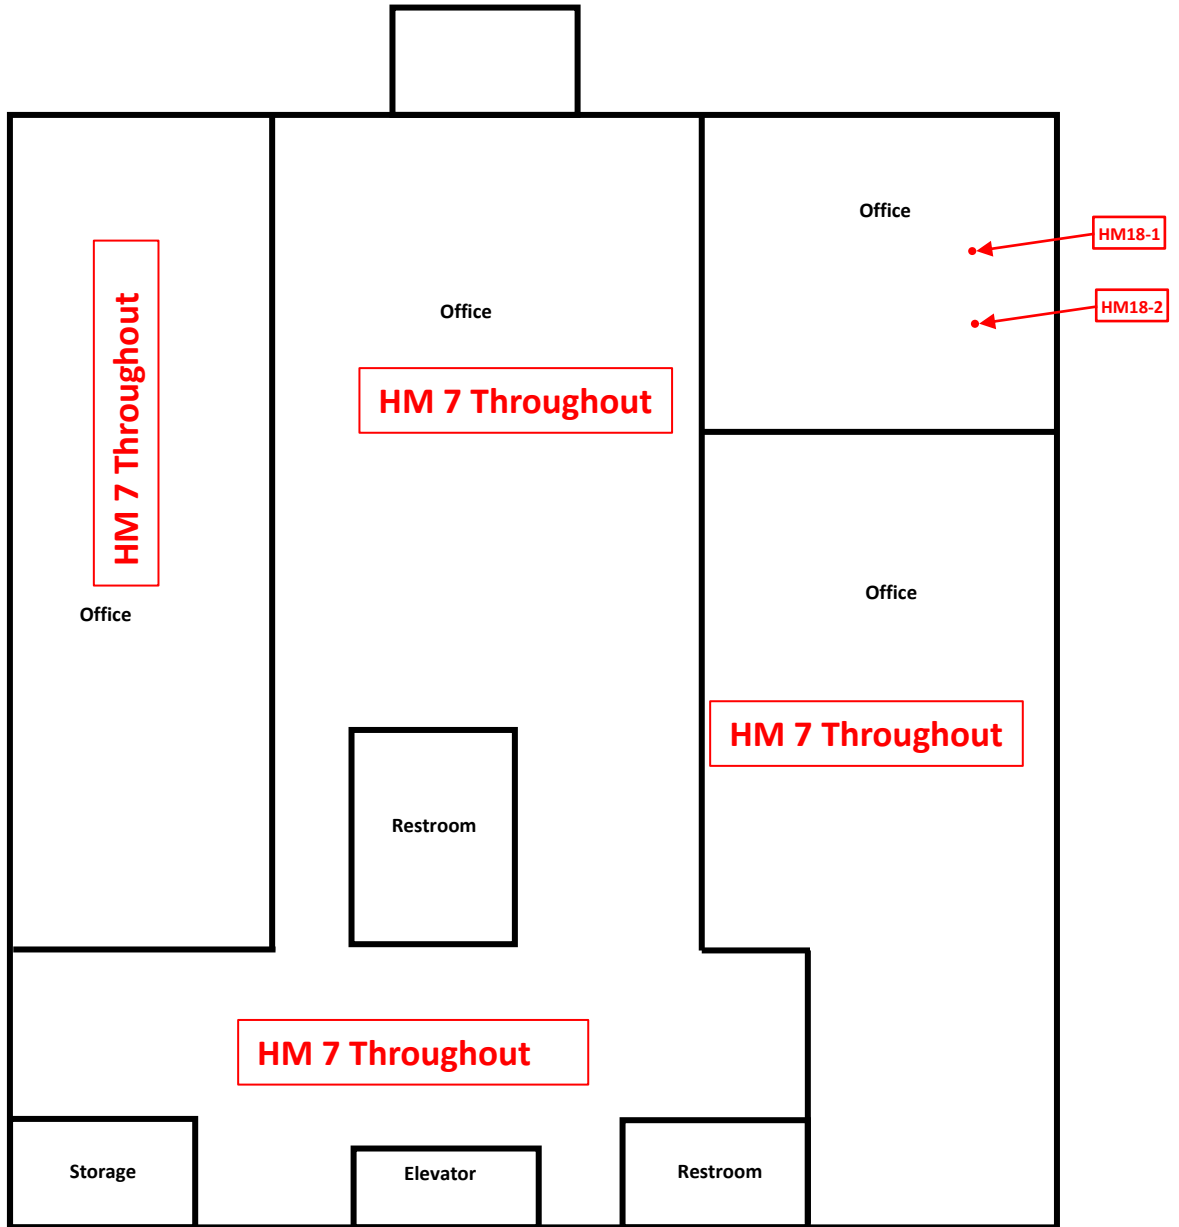 Office
HM18-1
HM18-2
Office
HM 7 Throughout
HM 7 Throughout
Office
Office
HM 7 Throughout
Restroom
HM 7 Throughout
Storage
Elevator
Restroom